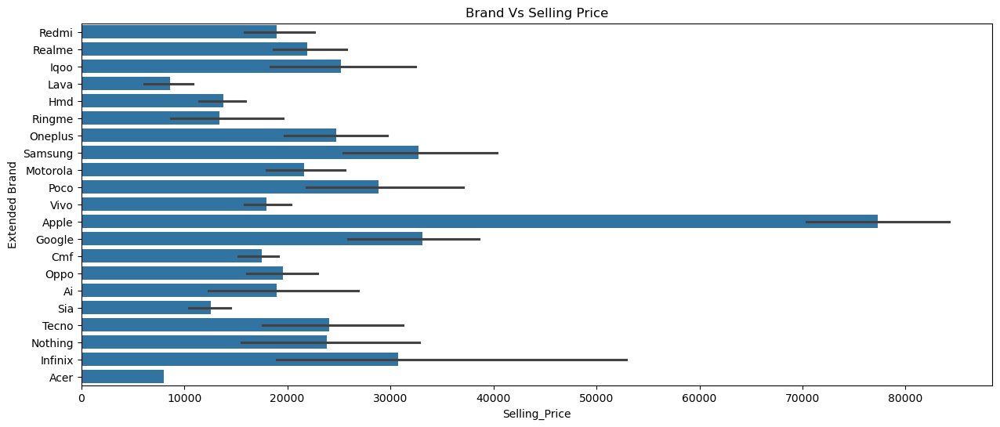 Brand Vs Selling Price
Extended Brand
Redmi
Realme
Iqoo
Lava
Hmd
Ringme
Oneplus
Samsung
Motorola
Poco
Vivo
Apple
Google
Cmf
Oppo
Ai
Sia
Tecno
Nothing
Infinix
Acer
0 10000 20000 30000 40000 50000 60000 70000 80000
Selling_Price